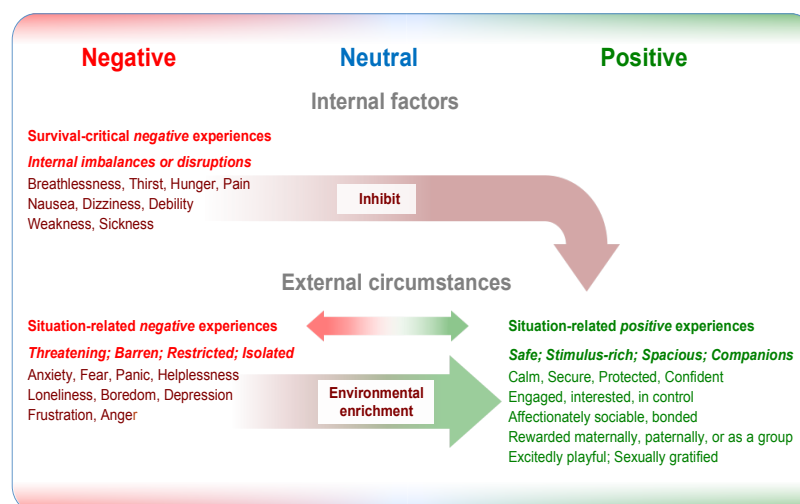 Negative
Neutral
Positive
Internal factors
Survival-critical negative experiences
Internal imbalances or disruptions
Breathlessness, Thirst, Hunger, Pain
Nausea, Dizziness, Debility
Weakness, Sickness
Inhibit
External circumstances
Situation-related negative experiences
Threatening; Barren; Restricted; Isolated
Anxiety, Fear, Panic, Helplessness
Loneliness, Boredom, Depression
Frustration, Anger
Environmental
enrichment
Situation-related positive experiences
Safe; Stimulus-rich; Spacious; Companions
Calm, Secure, Protected, Confident
Engaged, interested, in control
Affectionately sociable, bonded
Rewarded maternally, paternally, or as a group
Excitedly playful; Sexually gratified